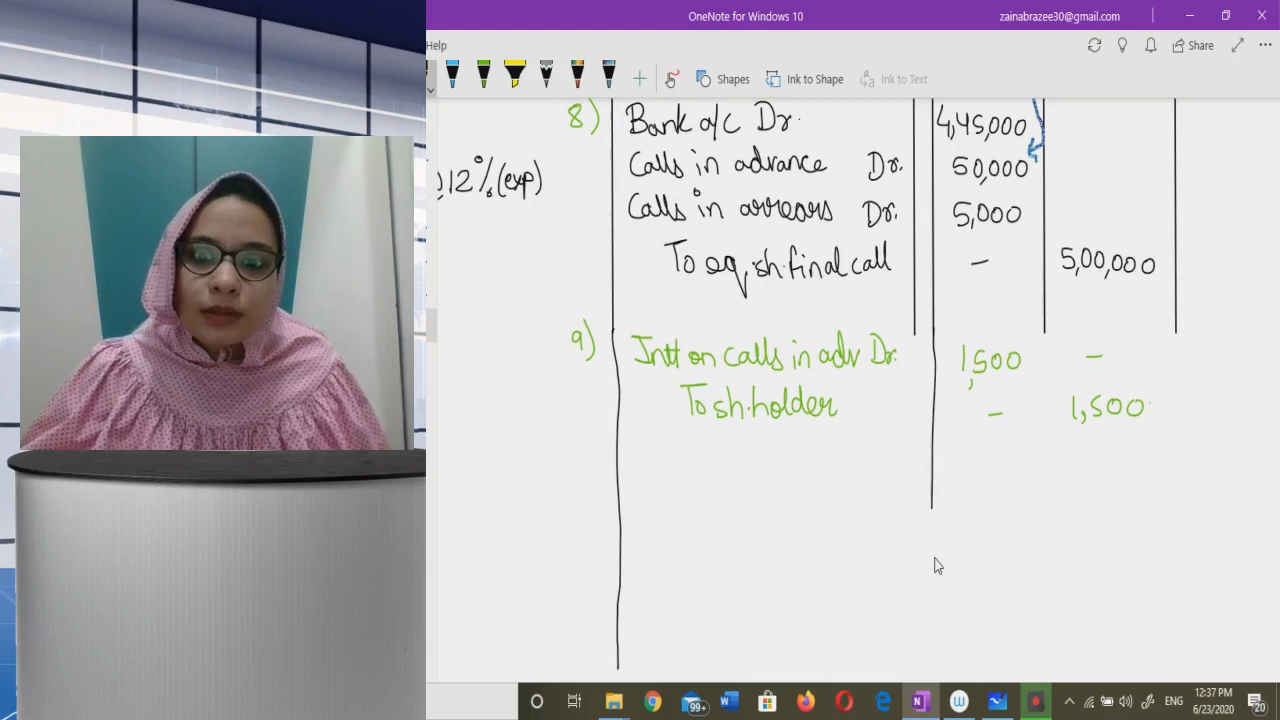 OneNote for Windows 10
zainabrazee30@gmail.com
Help
Share
Shapes
Ink to Shape
Ink to Text
8) Bank a/c Dr. 4,45,000
12% (exp)
Calls in advance Dr. 50,000
Calls in arrears Dr. 5,000
To eq. sh. final call – 5,00,000
9) Intt on calls in adv Dr. 1,500 –
To sh. holder – 1,500
99+
ENG
12:37 PM
6/23/2020
20